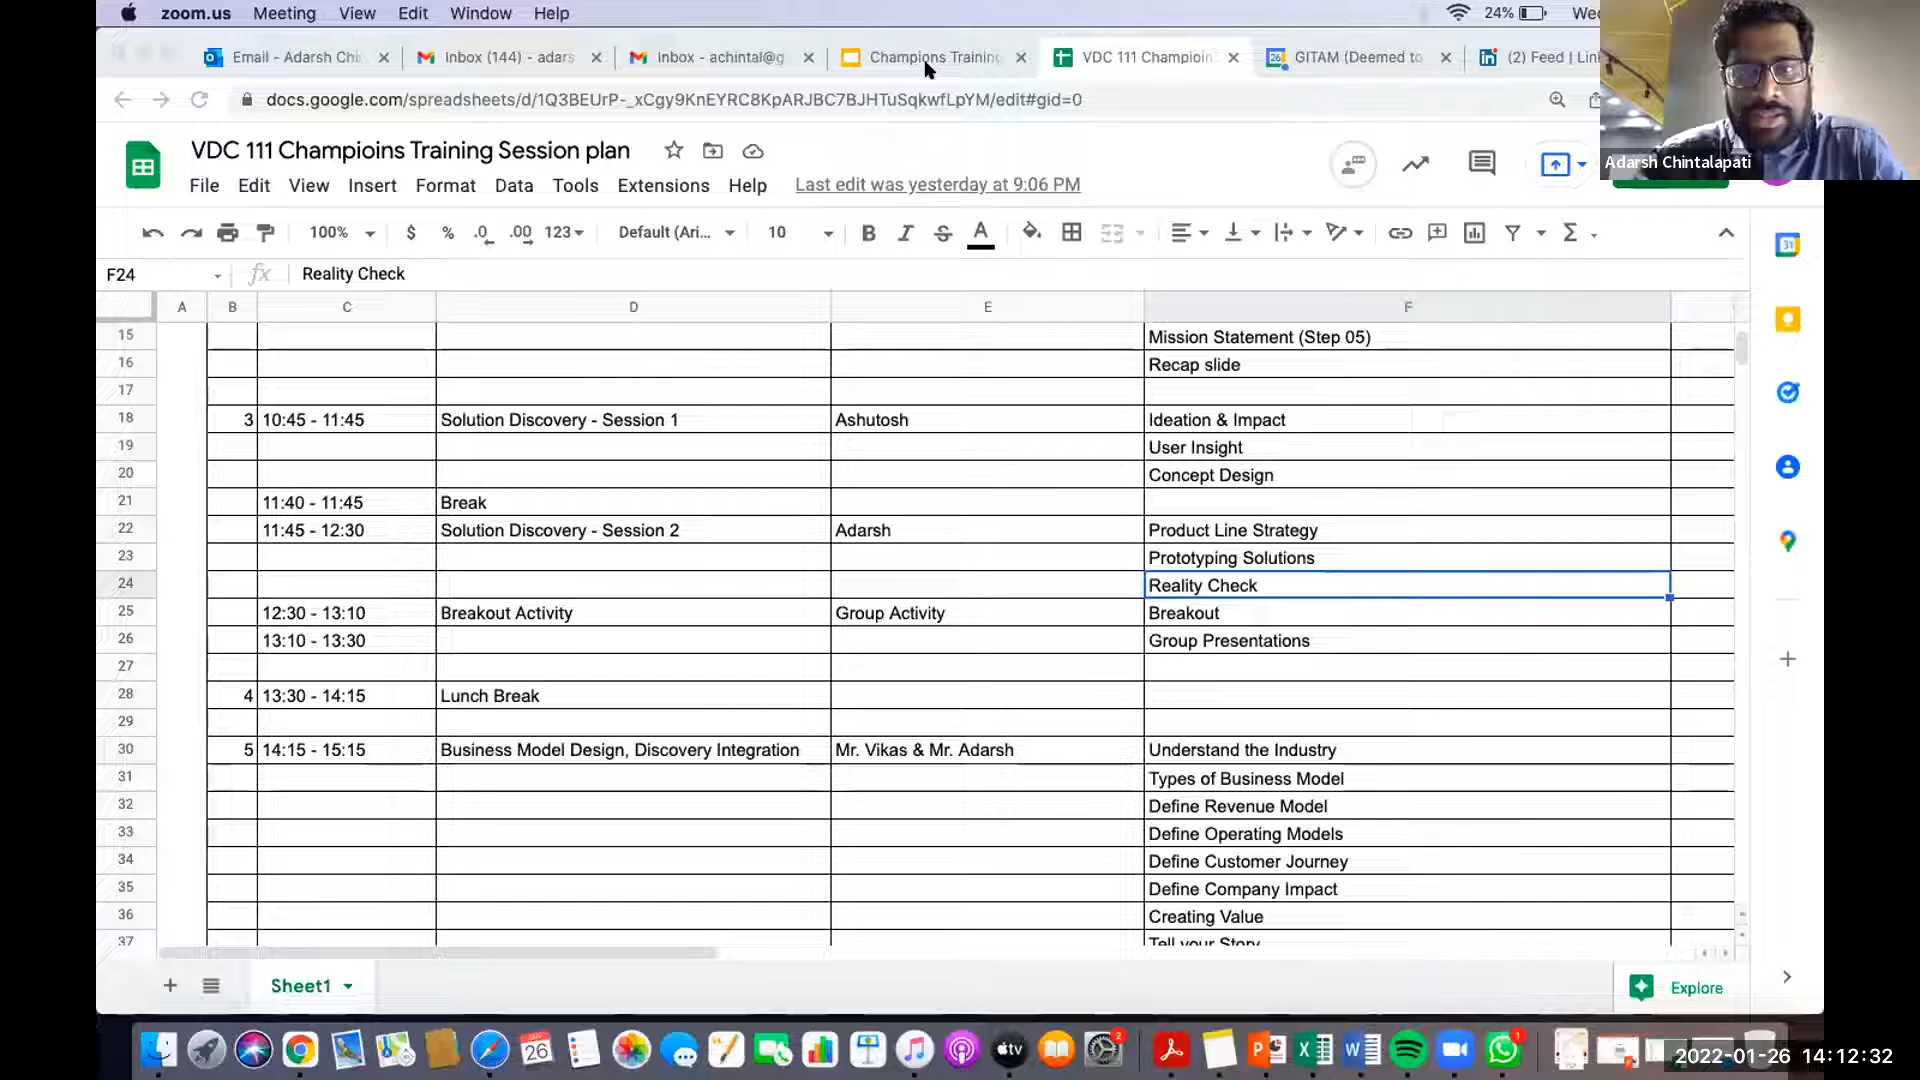 zoom.us Meeting View Edit Window Help 24%
Email - Adarsh Chi Inbox (144) - adars Inbox - achintal@g Champions Training VDC 111 Champioin GITAM (Deemed to (2) Feed | Link
docs.google.com/spreadsheets/d/1Q3BEUrP-_xCgy9KnEYRC8KpARJBC7BJHTuSqkwfLpYM/edit#gid=0
VDC 111 Champioins Training Session plan
Adarsh Chintalapati
File Edit View Insert Format Data Tools Extensions Help Last edit was yesterday at 9:06 PM
100% $ % .0 .00 123 Default (Ari... 10 B I S A
F24 fx Reality Check
A B C D E F
15 Mission Statement (Step 05)
16 Recap slide
17
18 3 10:45 - 11:45 Solution Discovery - Session 1 Ashutosh Ideation & Impact
19 User Insight
20 Concept Design
21 11:40 - 11:45 Break
22 11:45 - 12:30 Solution Discovery - Session 2 Adarsh Product Line Strategy
23 Prototyping Solutions
24 Reality Check
25 12:30 - 13:10 Breakout Activity Group Activity Breakout
26 13:10 - 13:30 Group Presentations
27
28 4 13:30 - 14:15 Lunch Break
29
30 5 14:15 - 15:15 Business Model Design, Discovery Integration Mr. Vikas & Mr. Adarsh Understand the Industry
31 Types of Business Model
32 Define Revenue Model
33 Define Operating Models
34 Define Customer Journey
35 Define Company Impact
36 Creating Value
37 Tell your Story
Sheet1
Explore
26 tv 2 1
2022-01-26 14:12:32